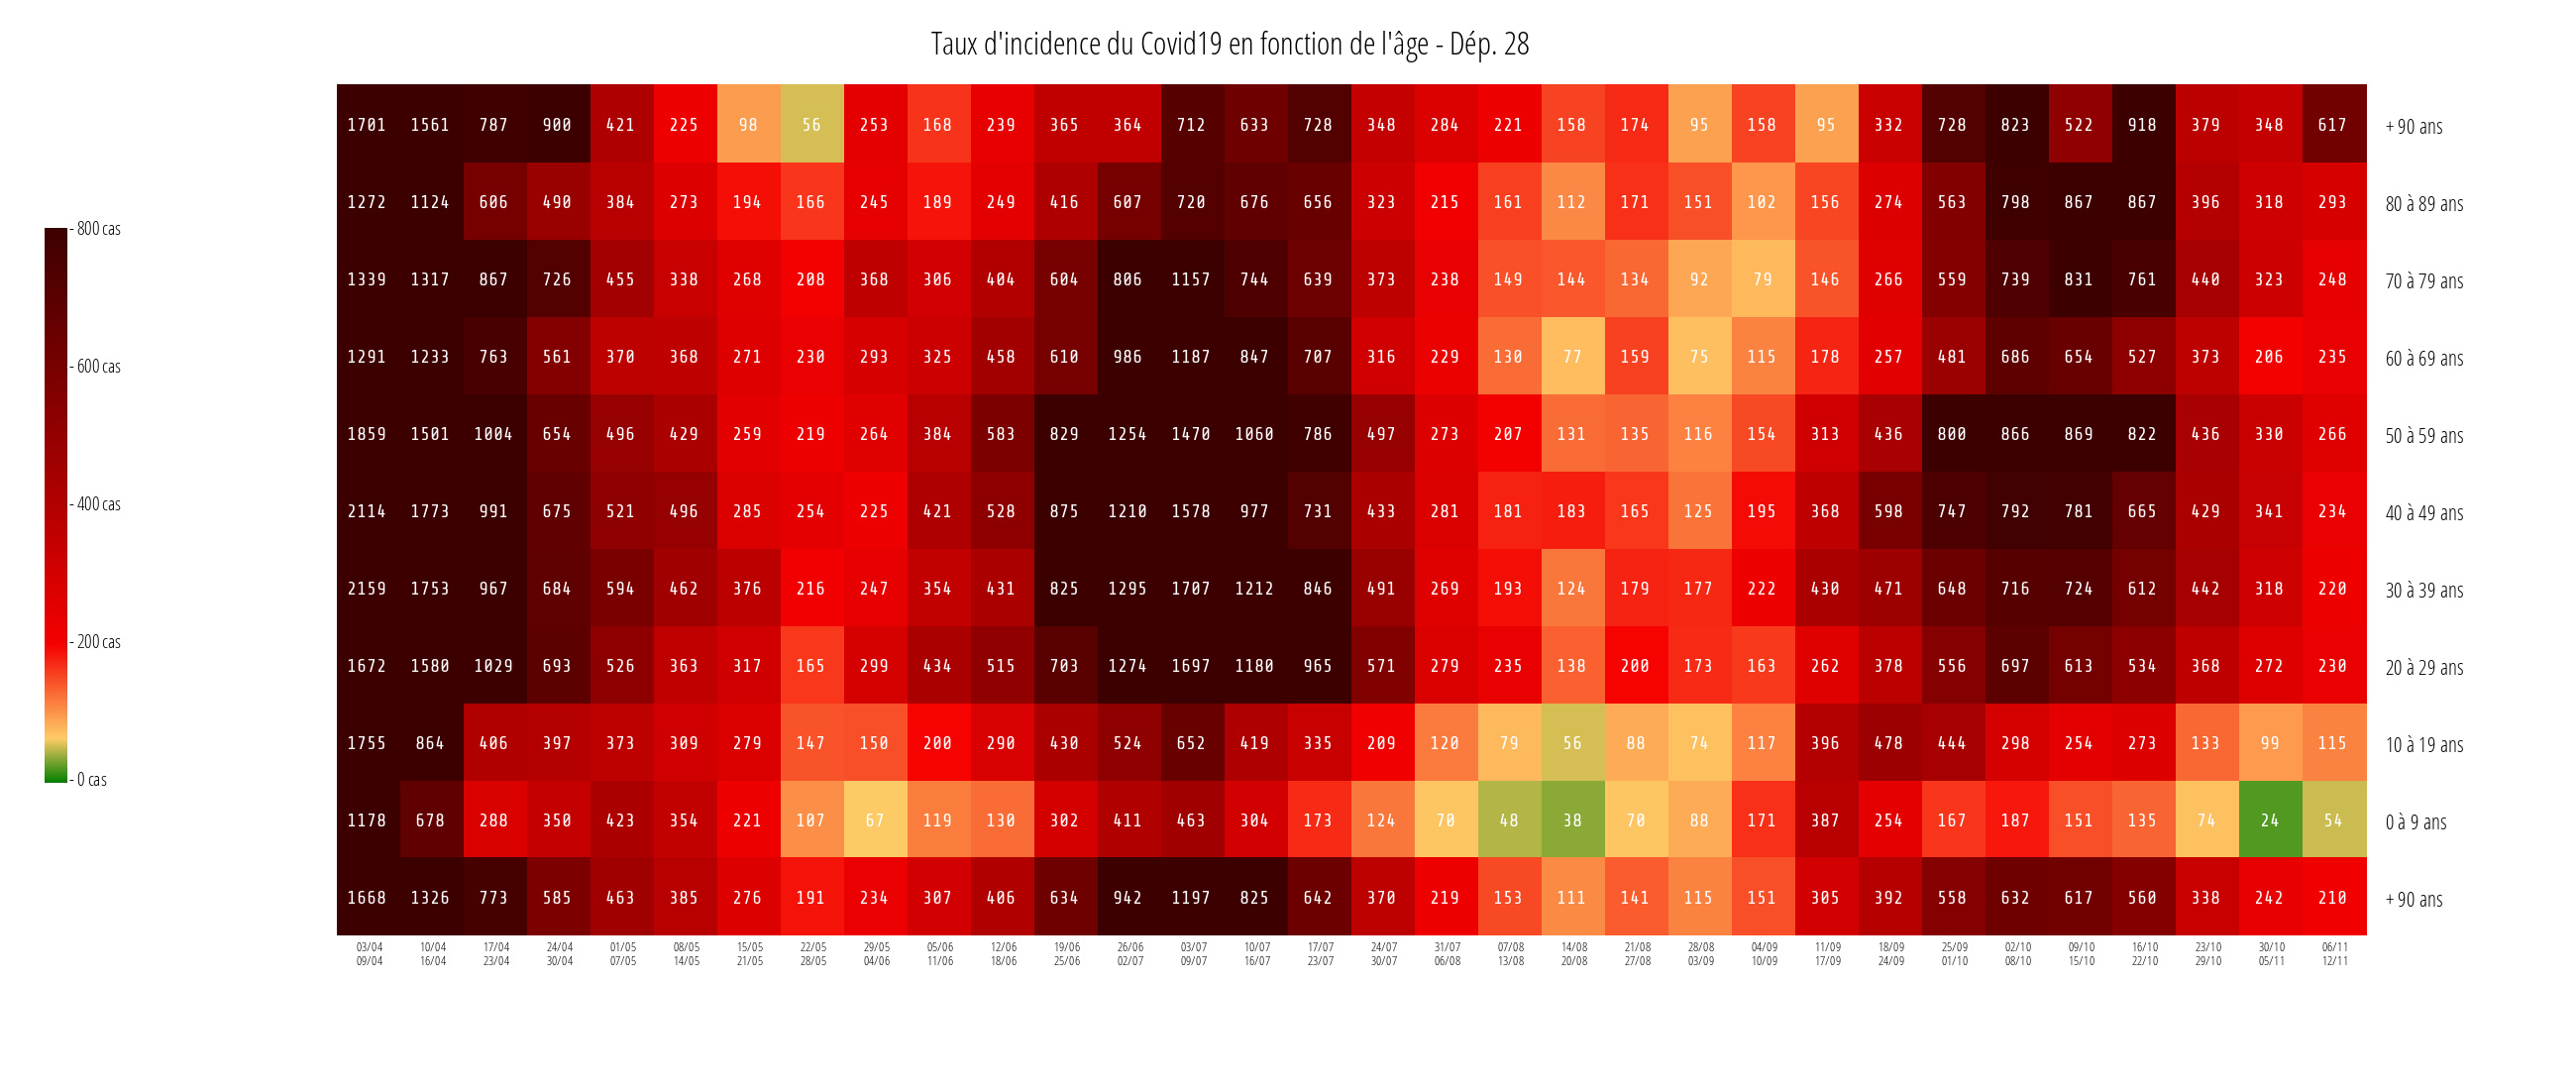 Taux d'incidence du Covid19 en fonction de l'âge - Dép. 28
- 800 cas
- 600 cas
- 400 cas
- 200 cas
- 0 cas
1701 1561 787 900 421 225 98 56 253 168 239 365 364 712 633 728 348 284 221 158 174 95 158 95 332 728 823 522 918 379 348 617 + 90 ans
1272 1124 606 490 384 273 194 166 245 189 249 416 607 720 676 656 323 215 161 112 171 151 102 156 274 563 798 867 867 396 318 293 80 à 89 ans
1339 1317 867 726 455 338 268 208 368 306 404 604 806 1157 744 639 373 238 149 144 134 92 79 146 266 559 739 831 761 440 323 248 70 à 79 ans
1291 1233 763 561 370 368 271 230 293 325 458 610 986 1187 847 707 316 229 130 77 159 75 115 178 257 481 686 654 527 373 206 235 60 à 69 ans
1859 1501 1004 654 496 429 259 219 264 384 583 829 1254 1470 1060 786 497 273 207 131 135 116 154 313 436 800 866 869 822 436 330 266 50 à 59 ans
2114 1773 991 675 521 496 285 254 225 421 528 875 1210 1578 977 731 433 281 181 183 165 125 195 368 598 747 792 781 665 429 341 234 40 à 49 ans
2159 1753 967 684 594 462 376 216 247 354 431 825 1295 1707 1212 846 491 269 193 124 179 177 222 430 471 648 716 724 612 442 318 220 30 à 39 ans
1672 1580 1029 693 526 363 317 165 299 434 515 703 1274 1697 1180 965 571 279 235 138 200 173 163 262 378 556 697 613 534 368 272 230 20 à 29 ans
1755 864 406 397 373 309 279 147 150 200 290 430 524 652 419 335 209 120 79 56 88 74 117 396 478 444 298 254 273 133 99 115 10 à 19 ans
1178 678 288 350 423 354 221 107 67 119 130 302 411 463 304 173 124 70 48 38 70 88 171 387 254 167 187 151 135 74 24 54 0 à 9 ans
1668 1326 773 585 463 385 276 191 234 307 406 634 942 1197 825 642 370 219 153 111 141 115 151 305 392 558 632 617 560 338 242 210 + 90 ans
03/04 10/04 17/04 24/04 01/05 08/05 15/05 22/05 29/05 05/06 12/06 19/06 26/06 03/07 10/07 17/07 24/07 31/07 07/08 14/08 21/08 28/08 04/09 11/09 18/09 25/09 02/10 09/10 16/10 23/10 30/10 06/11
09/04 16/04 23/04 30/04 07/05 14/05 21/05 28/05 04/06 11/06 18/06 25/06 02/07 09/07 16/07 23/07 30/07 06/08 13/08 20/08 27/08 03/09 10/09 17/09 24/09 01/10 08/10 15/10 22/10 29/10 05/11 12/11